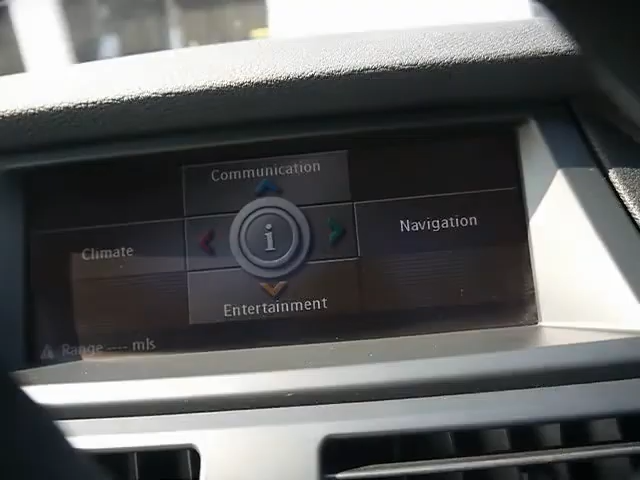 Communication
Climate
i
Navigation
Entertainment
Range ---- mls